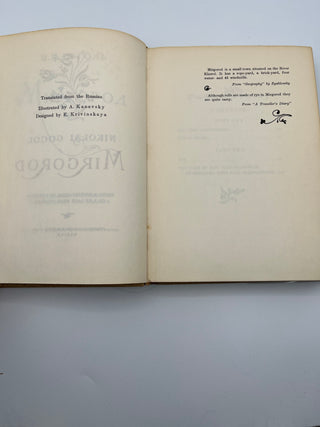 Translated from the Russian
Illustrated by A. Kanevsky
Designed by E. Krivinskaya
NIKOLAI GOGOL
MIRGOROD
Mirgorod is a small town, situated on the River
Khorol. It has a rope-yard, a brick-yard, four
water- and 45 windmills.
From "Geography" by Zyablovsky
Although rolls are made of rye in Mirgorod they
are quite tasty.
From "A Traveller's Diary"